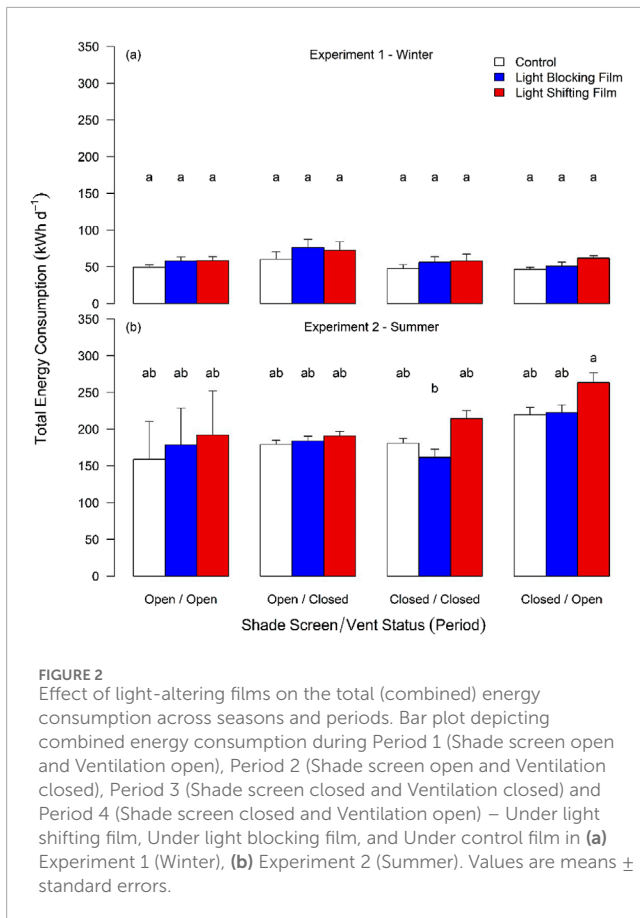 (a)
Experiment 1 - Winter
Control
Light Blocking Film
Light Shifting Film
350
300
250
200
150
100
50
0
a a a a a a a a a a a a
Total Energy Consumption (kWh d⁻¹)
(b)
Experiment 2 - Summer
350
300
250
200
150
100
50
0
ab ab ab ab ab ab ab b ab ab ab a
Open / Open Open / Closed Closed / Closed Closed / Open
Shade Screen/Vent Status (Period)
FIGURE 2
Effect of light-altering films on the total (combined) energy
consumption across seasons and periods. Bar plot depicting
combined energy consumption during Period 1 (Shade screen open
and Ventilation open), Period 2 (Shade screen open and Ventilation
closed), Period 3 (Shade screen closed and Ventilation closed) and
Period 4 (Shade screen closed and Ventilation open) – Under light
shifting film, Under light blocking film, and Under control film in (a)
Experiment 1 (Winter), (b) Experiment 2 (Summer). Values are means ±
standard errors.